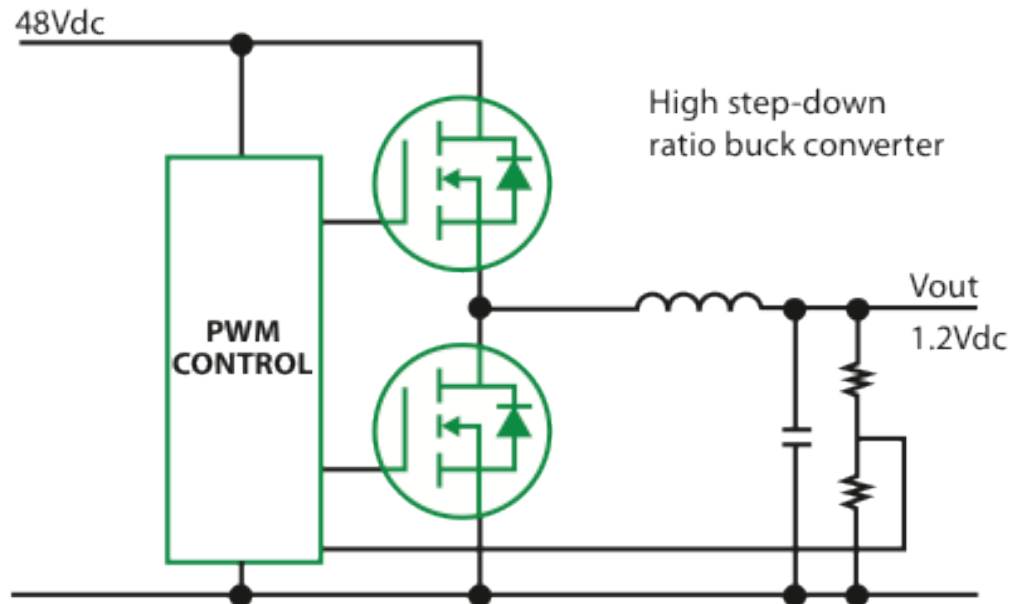 48Vdc
High step-down
ratio buck converter
Vout
1.2Vdc
PWM
CONTROL